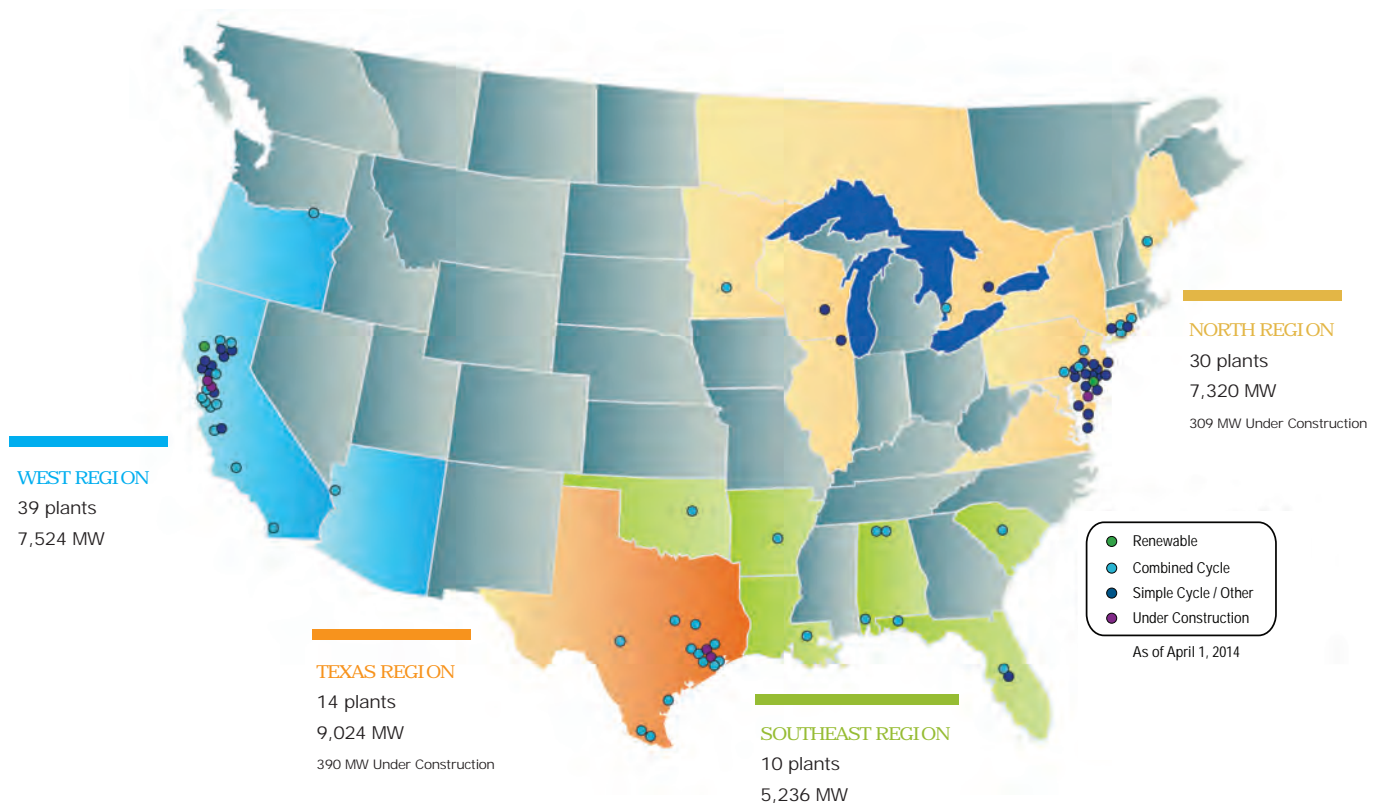 NORTH REGION
30 plants
7,320 MW
309 MW Under Construction
WEST REGION
39 plants
7,524 MW
Renewable
Combined Cycle
Simple Cycle / Other
Under Construction
As of April 1, 2014
TEXAS REGION
14 plants
9,024 MW
390 MW Under Construction
SOUTHEAST REGION
10 plants
5,236 MW